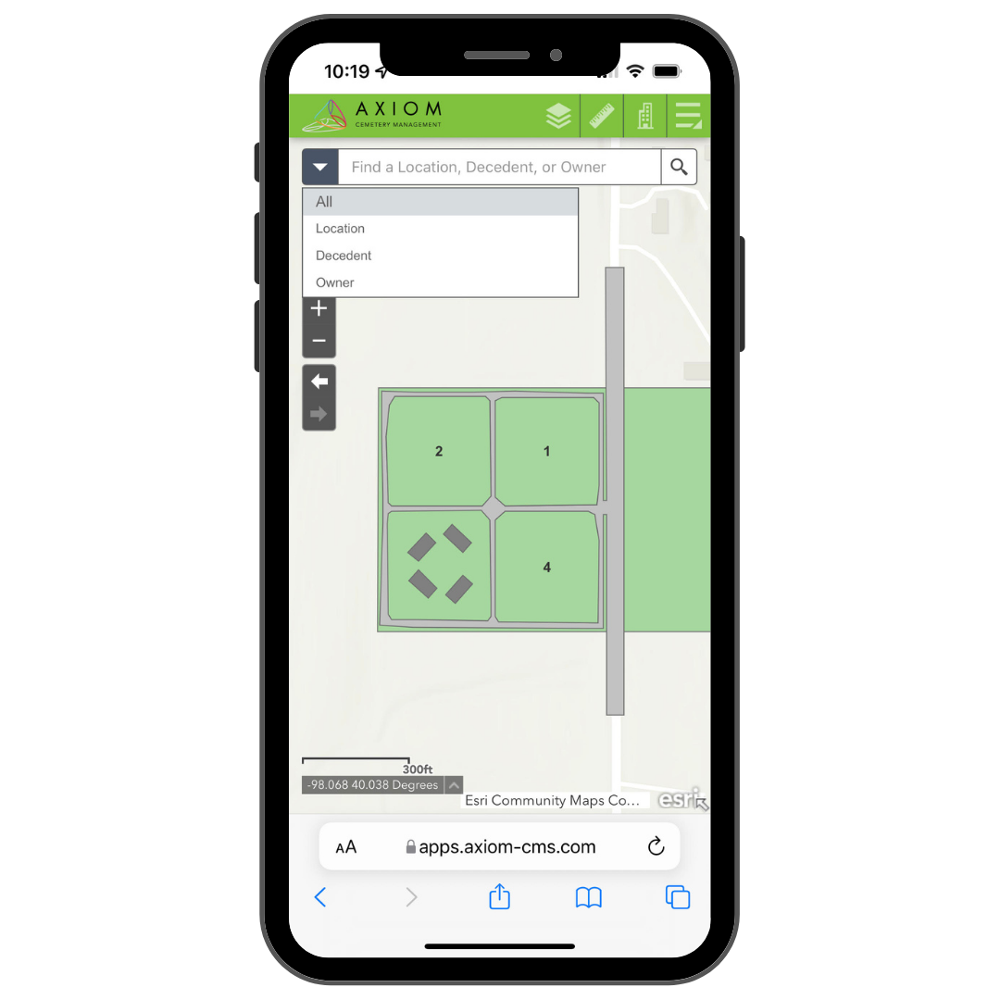 10:19
AXIOM
CEMETERY MANAGEMENT
Find a Location, Decedent, or Owner
All
Location
Decedent
Owner
+
−
2
1
4
300ft
-98.068 40.038 Degrees
Esri Community Maps Co...
esri
AA
apps.axiom-cms.com